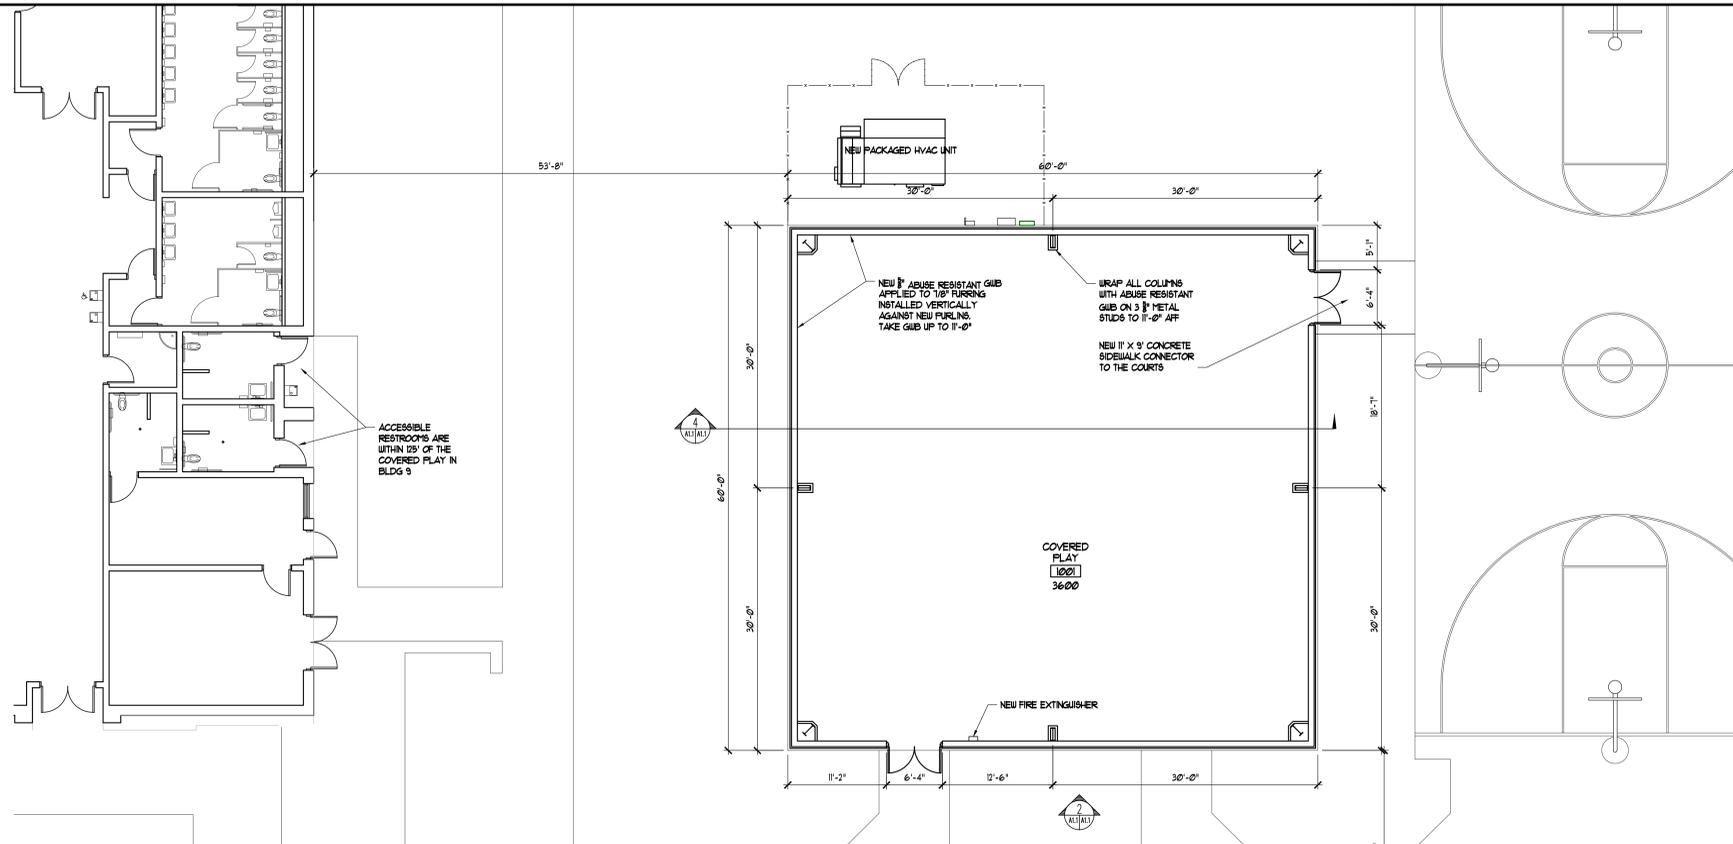 NEW PACKAGED HVAC UNIT
53'-8"
60'-0"
30'-0"
30'-0"
5'-1"
6'-4"
NEW 5/8" ABUSE RESISTANT GWB
APPLIED TO 7/8" FURRING
INSTALLED VERTICALLY
AGAINST NEW PURLINS.
TAKE GWB UP TO 11'-0"
WRAP ALL COLUMNS
WITH ABUSE RESISTANT
GWB ON 3 5/8" METAL
STUDS TO 11'-0" AFF
NEW 11' X 9' CONCRETE
SIDEWALK CONNECTOR
TO THE COURTS
30'-0"
18'-7"
4
A1.1 A1.1
ACCESSIBLE
RESTROOMS ARE
WITHIN 125' OF THE
COVERED PLAY IN
BLDG 9
60'-0"
COVERED
PLAY
1001
3600
30'-0"
30'-0"
NEW FIRE EXTINGUISHER
11'-2"
6'-4"
12'-6"
30'-0"
2
A1.1 A1.1